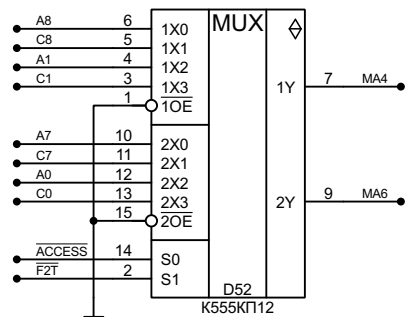 A8 6 1X0 MUX
C8 5 1X1
A1 4 1X2
C1 3 1X3 1Y 7 MA4
1 1OE
A7 10 2X0
C7 11 2X1
A0 12 2X2
C0 13 2X3 2Y 9 MA6
15 2OE
ACCESS 14 S0
F2T 2 S1
D52
К555КП12